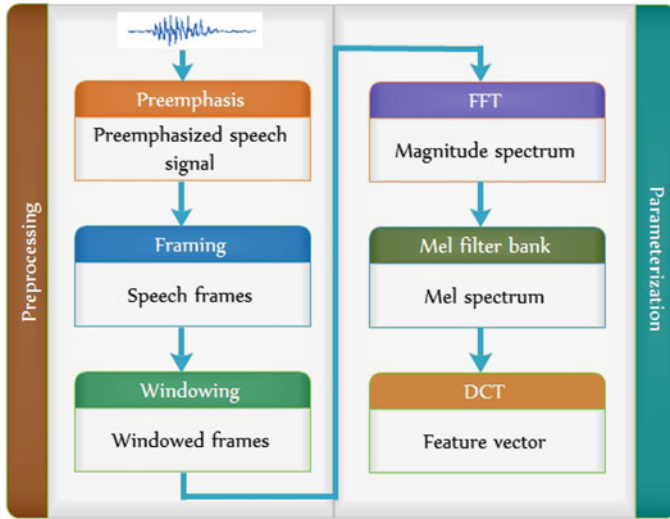 Preprocessing
Preemphasis
Preemphasized speech
signal
Framing
Speech frames
Windowing
Windowed frames
FFT
Magnitude spectrum
Mel filter bank
Mel spectrum
DCT
Feature vector
Parameterization